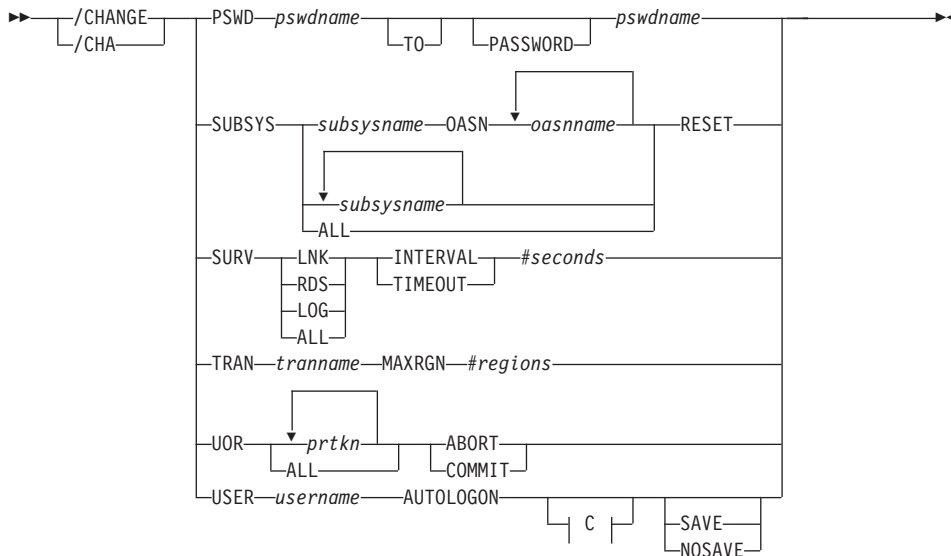 /CHANGE PSWD pswdname TO PASSWORD pswdname
/CHA
SUBSYS subsysname OASN oasnname RESET
subsysname
ALL
SURV LNK INTERVAL #seconds
RDS TIMEOUT
LOG
ALL
TRAN tranname MAXRGN #regions
UOR prtkn ABORT
ALL COMMIT
USER username AUTOLOGON C SAVE
NOSAVE